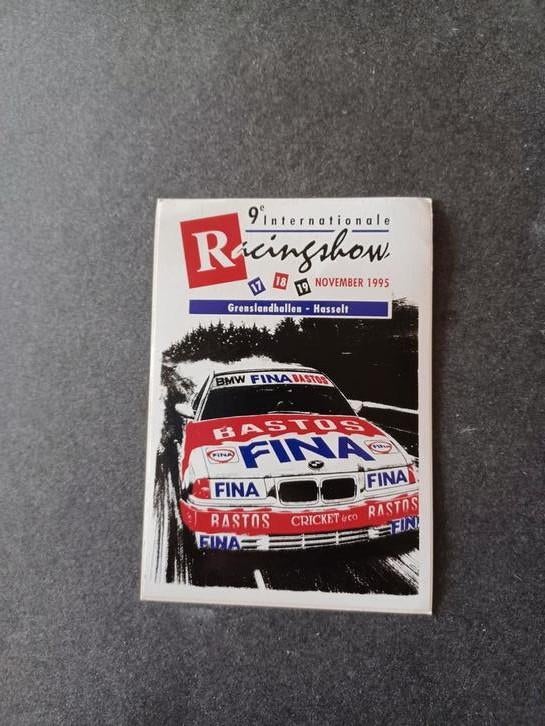 9e Internationale
Racingshow
17 18 19 NOVEMBER 1995
Grenslandhallen - Hasselt
BMW FINA BASTOS
BASTOS
FINA
FINA FINA
FINA FINA
BASTOS CRICKET & CO BASTOS
FINA FIN